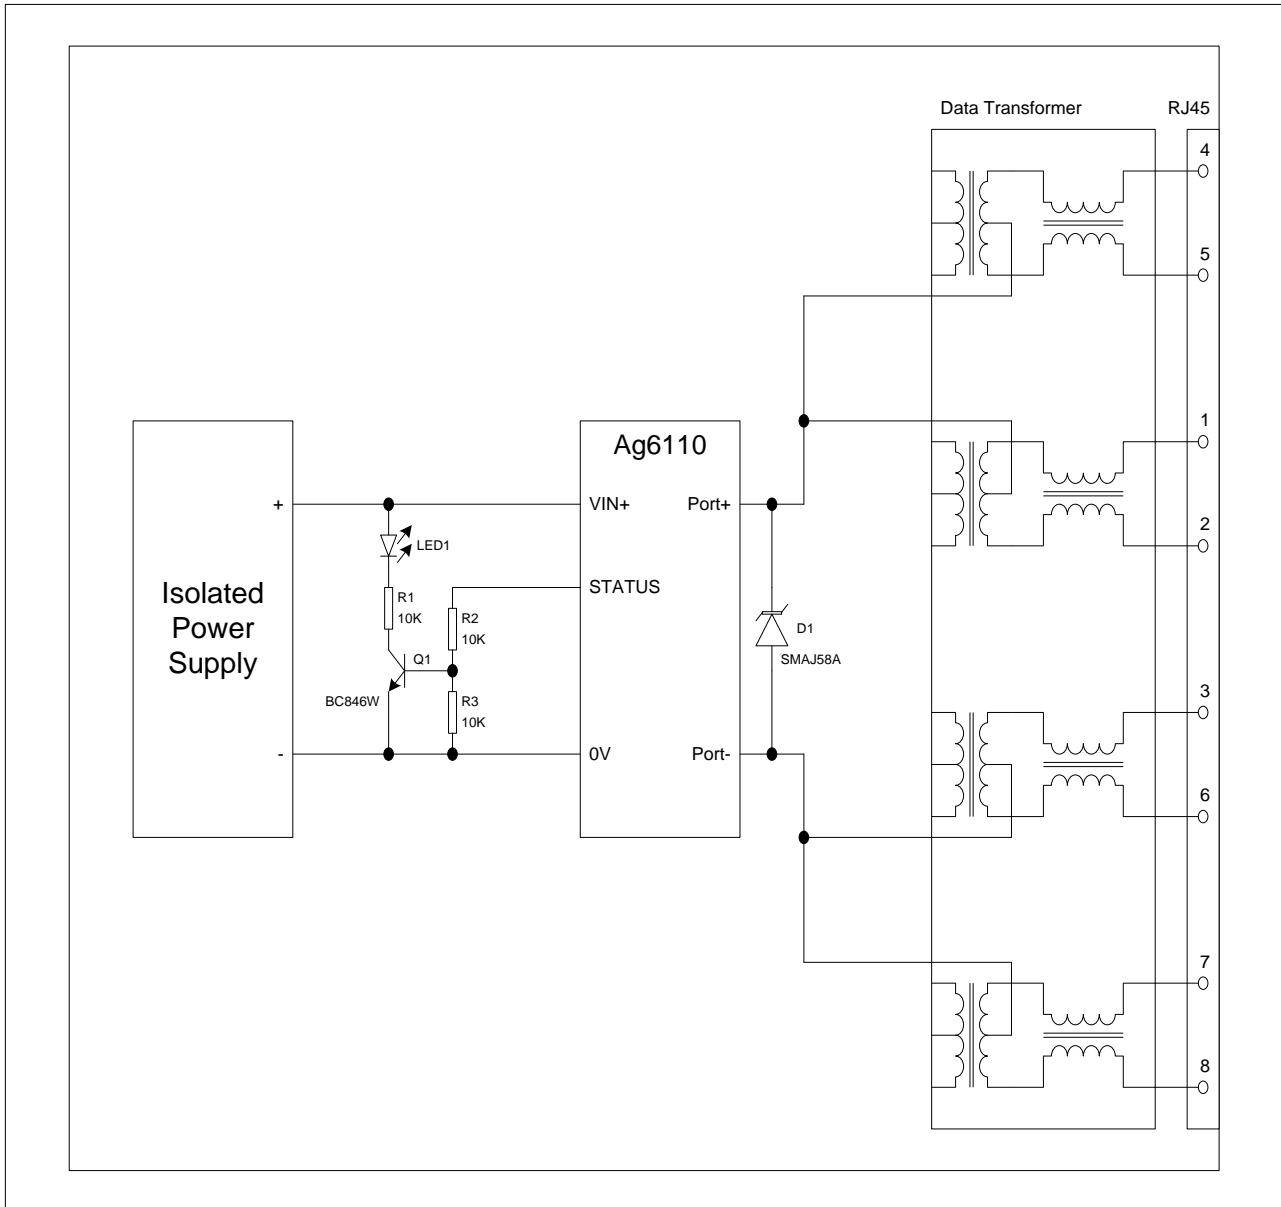 Data Transformer
RJ45
4
5
1
2
Ag6110
+
VIN+
Port+
LED1
STATUS
R1
10K
R2
10K
Isolated
Power
Supply
D1
SMAJ58A
Q1
BC846W
R3
10K
3
-
0V
Port-
6
7
8